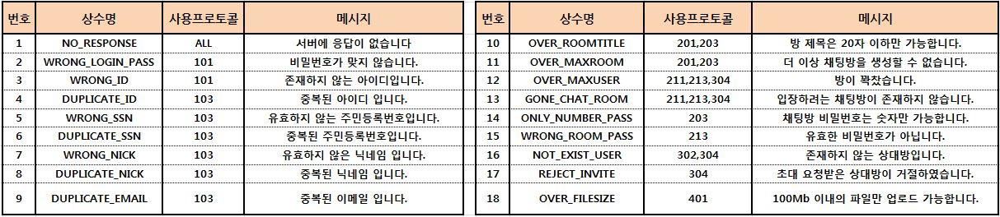 번호 상수명 사용프로토콜 메시지
1 NO_RESPONSE ALL 서버에 응답이 없습니다
2 WRONG_LOGIN_PASS 101 비밀번호가 맞지 않습니다.
3 WRONG_ID 101 존재하지 않는 아이디입니다.
4 DUPLICATE_ID 103 중복된 아이디 입니다.
5 WRONG_SSN 103 유효하지 않는 주민등록번호입니다.
6 DUPLICATE_SSN 103 중복된 주민등록번호입니다.
7 WRONG_NICK 103 유효하지 않은 닉네임 입니다.
8 DUPLICATE_NICK 103 중복된 닉네임 입니다.
9 DUPLICATE_EMAIL 103 중복된 이메일 입니다.
번호 상수명 사용프로토콜 메시지
10 OVER_ROOMTITLE 201,203 방 제목은 20자 이하만 가능합니다.
11 OVER_MAXROOM 201,203 더 이상 채팅방을 생성할 수 없습니다.
12 OVER_MAXUSER 211,213,304 방이 꽉찼습니다.
13 GONE_CHAT_ROOM 211,213,304 입장하려는 채팅방이 존재하지 않습니다.
14 ONLY_NUMBER_PASS 203 채팅방 비밀번호는 숫자만 가능합니다.
15 WRONG_ROOM_PASS 213 유효한 비밀번호가 아닙니다.
16 NOT_EXIST_USER 302,304 존재하지 않는 상대방입니다.
17 REJECT_INVITE 304 초대 요청받은 상대방이 거절하였습니다.
18 OVER_FILESIZE 401 100Mb 이내의 파일만 업로드 가능합니다.